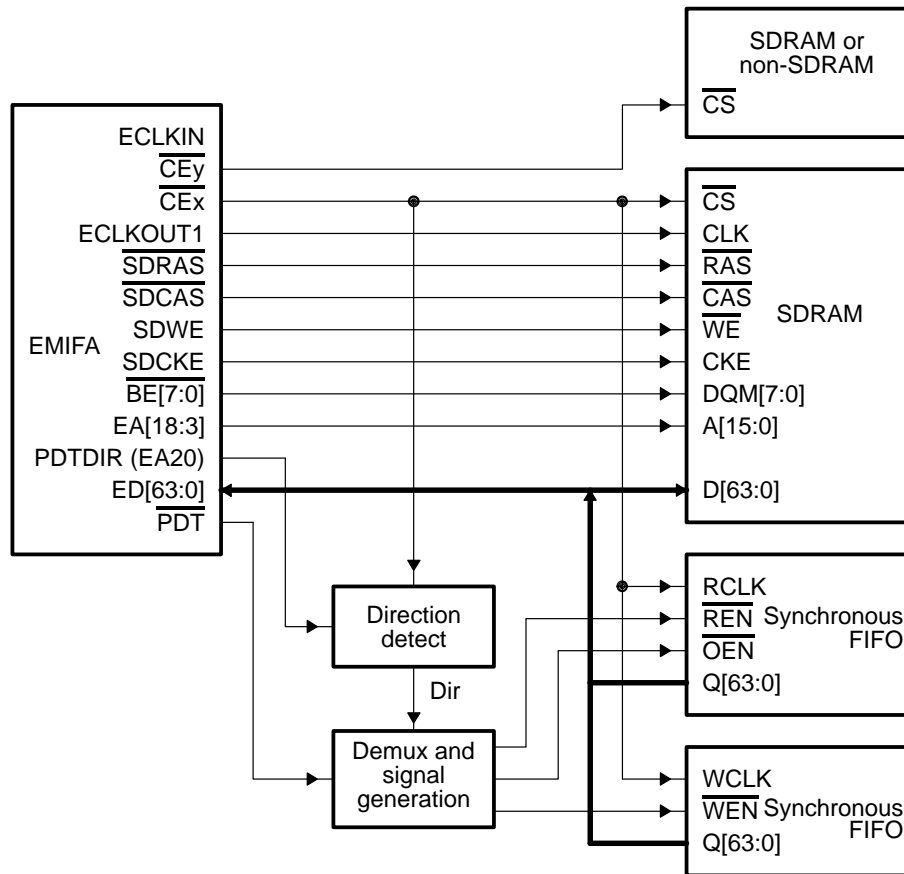 SDRAM or
non-SDRAM
CS
EMIFA
ECLKIN
CEy
CEx
ECLKOUT1
SDRAS
SDCAS
SDWE
SDCKE
BE[7:0]
EA[18:3]
PDTDIR (EA20)
ED[63:0]
PDT
CS
CLK
RAS
CAS
WE
CKE
DQM[7:0]
A[15:0]
D[63:0]
SDRAM
Direction
detect
Dir
Demux and
signal
generation
RCLK
REN
OEN
Q[63:0]
Synchronous
FIFO
WCLK
WEN
Q[63:0]
Synchronous
FIFO